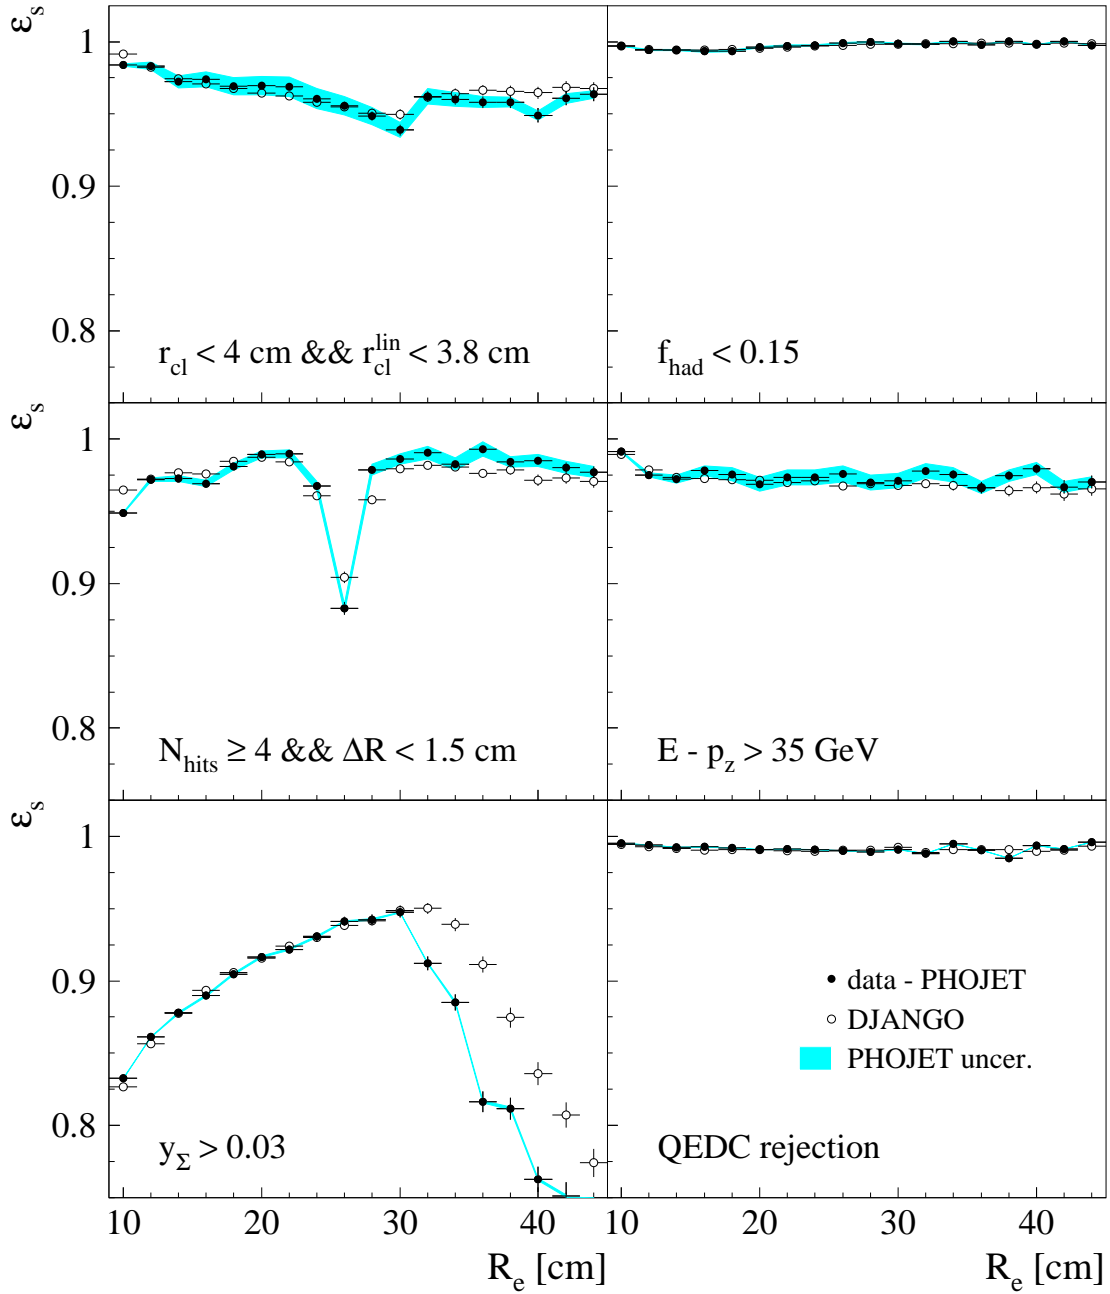 ε_s
1
0.9
0.8
r_cl < 4 cm && r_cl^lin < 3.8 cm
f_had < 0.15
ε_s
1
0.9
0.8
N_hits ≥ 4 && ΔR < 1.5 cm
E - p_z > 35 GeV
ε_s
1
0.9
0.8
y_Σ > 0.03
data - PHOJET
DJANGO
PHOJET uncer.
QEDC rejection
10 20 30 40
10 20 30 40
R_e [cm]
R_e [cm]